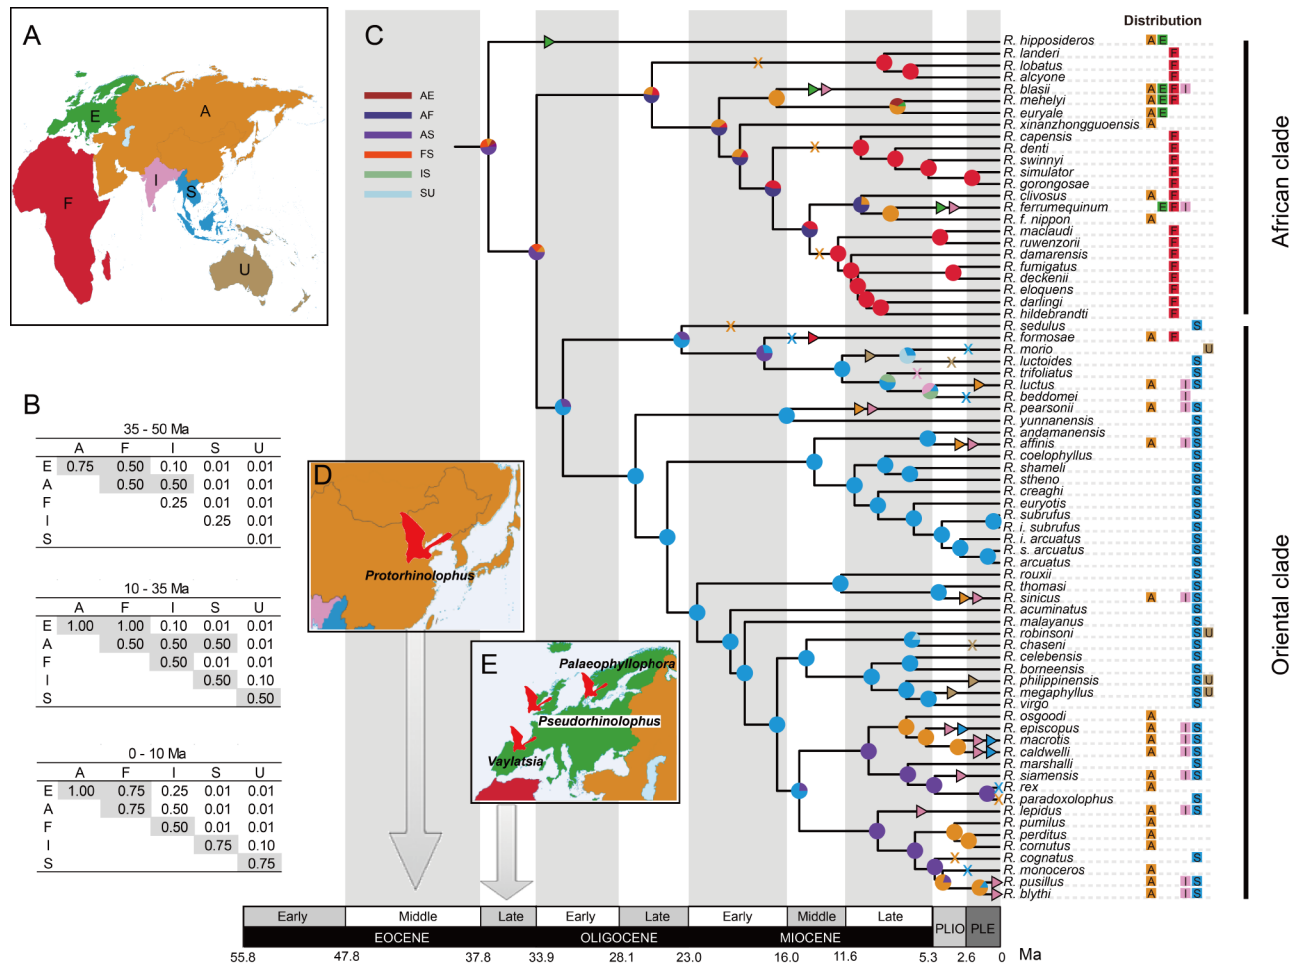 A
E
A
F
I
S
U
B
35 - 50 Ma
A F I S U
E 0.75 0.50 0.10 0.01 0.01
A 0.50 0.50 0.01 0.01
F 0.25 0.01 0.01
I 0.25 0.01
S 0.01
10 - 35 Ma
A F I S U
E 1.00 1.00 0.10 0.01 0.01
A 0.50 0.50 0.50 0.01
F 0.50 0.01 0.01
I 0.50 0.10
S 0.50
0 - 10 Ma
A F I S U
E 1.00 0.75 0.25 0.01 0.01
A 0.75 0.50 0.01 0.01
F 0.50 0.01 0.01
I 0.75 0.10
S 0.75
C
AE
AF
AS
FS
IS
SU
Distribution
R. hipposideros A E
R. landeri F
R. lobatus F
R. alcyone F
R. blasii A E F I
R. mehelyi A E F
R. euryale A E
R. xinanzhongguoensis A
R. capensis F
R. denti F
R. swinnyi F
R. simulator F
R. gorongosae F
R. clivosus A F
R. ferrumequinum E F I
R. f. nippon A
R. maclaudi F
R. ruwenzorii F
R. damarensis F
R. fumigatus F
R. deckenii F
R. eloquens F
R. darlingi F
R. hildebrandti F
R. sedulus S
R. formosae A F
R. morio U
R. luctoides S
R. trifoliatus S
R. luctus A I S
R. beddomei I
R. pearsonii A I S
R. yunnanensis S
R. andamanensis S
R. affinis A I S
R. coelophyllus S
R. shameli S
R. stheno S
R. creaghi S
R. euryotis S
R. subrufus S
R. i. subrufus S
R. i. arcuatus S
R. s. arcuatus S
R. arcuatus S
R. rouxii S
R. thomasi S
R. sinicus A I S
R. acuminatus S
R. malayanus S
R. robinsoni S U
R. chaseni S
R. celebensis S
R. borneensis S
R. philippinensis S U
R. megaphyllus S U
R. virgo S
R. osgoodi A
R. episcopus A I S
R. macrotis A I S
R. caldwelli A I S
R. marshalli S
R. siamensis A I S
R. rex A
R. paradoxolophus S
R. lepidus A I S
R. pumilus A
R. perditus A
R. cornutus A
R. cognatus S
R. monoceros A
R. pusillus A I S
R. blythi A I S
African clade
Oriental clade
D
Protorhinolophus
E
Palaeophyllophora
Pseudorhinolophus
Vaylatsia
Early Middle Late Early Late Early Middle Late PLIO PLE
EOCENE OLIGOCENE MIOCENE
55.8 47.8 37.8 33.9 28.1 23.0 16.0 11.6 5.3 2.6 0 Ma